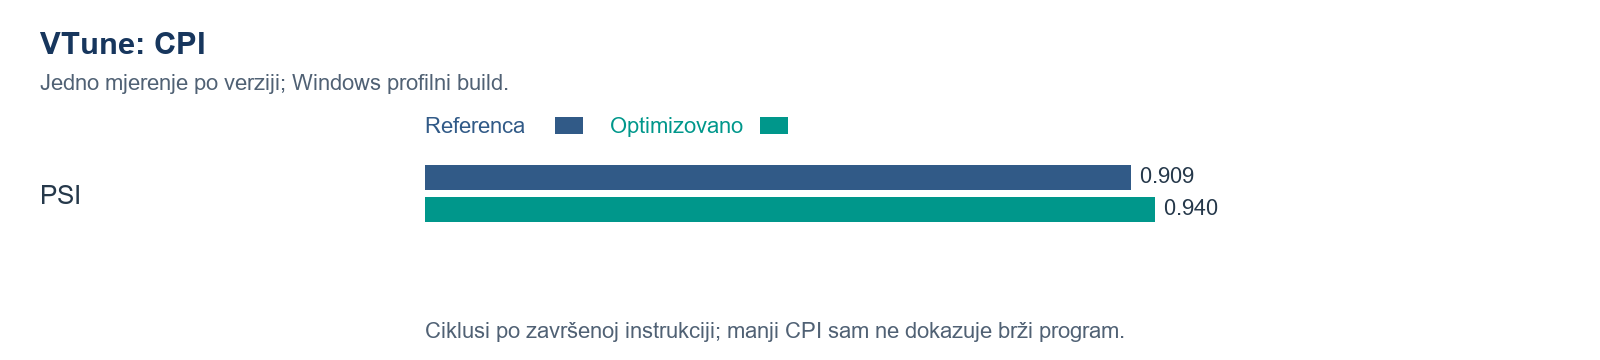 VTune: CPI
Jedno mjerenje po verziji; Windows profilni build.
Referenca Optimizovano
PSI
0.909
0.940
Ciklusi po završenoj instrukciji; manji CPI sam ne dokazuje brži program.